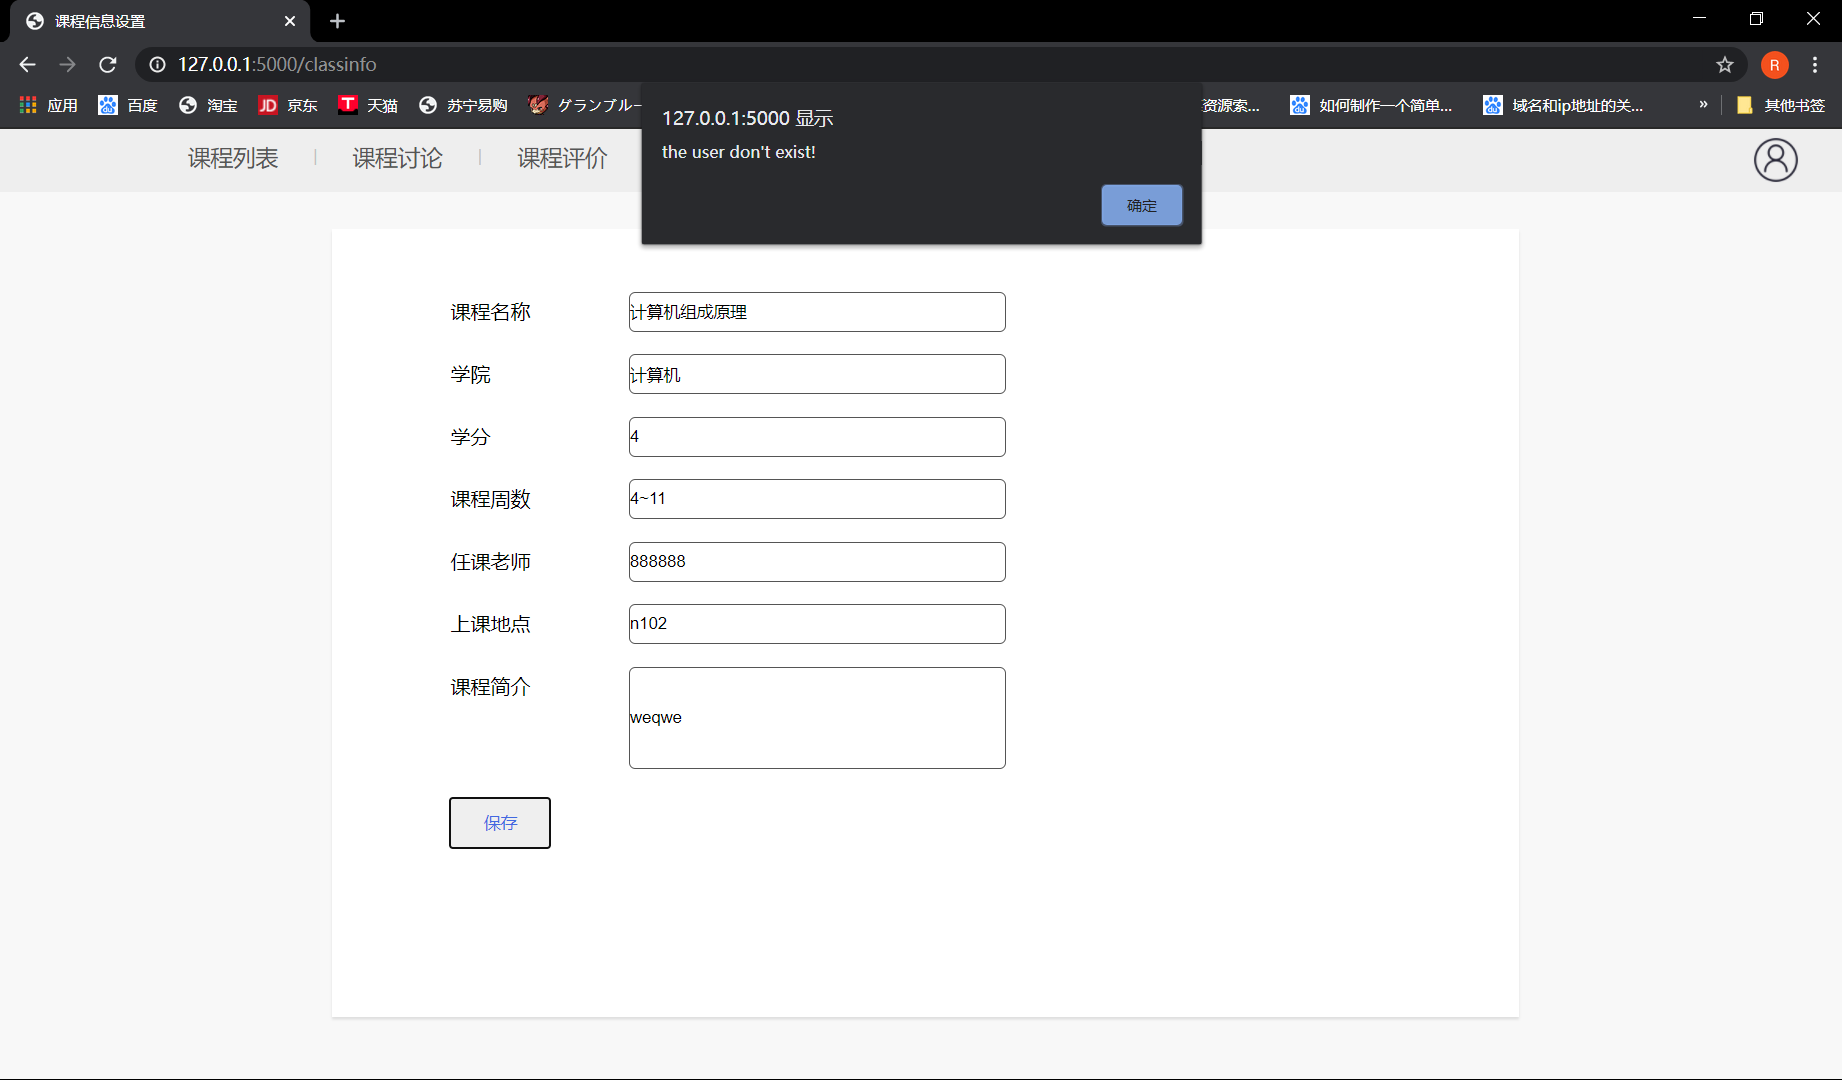 课程信息设置
127.0.0.1:5000/classinfo
R
应用
百度
淘宝
JD 京东
T 天猫
苏宁易购
グランブルー
资源索...
如何制作一个简单...
域名和ip地址的关...
»
其他书签
127.0.0.1:5000 显示
the user don't exist!
确定
课程列表
课程讨论
课程评价
课程名称 计算机组成原理
学院 计算机
学分 4
课程周数 4~11
任课老师 888888
上课地点 n102
课程简介
weqwe
保存